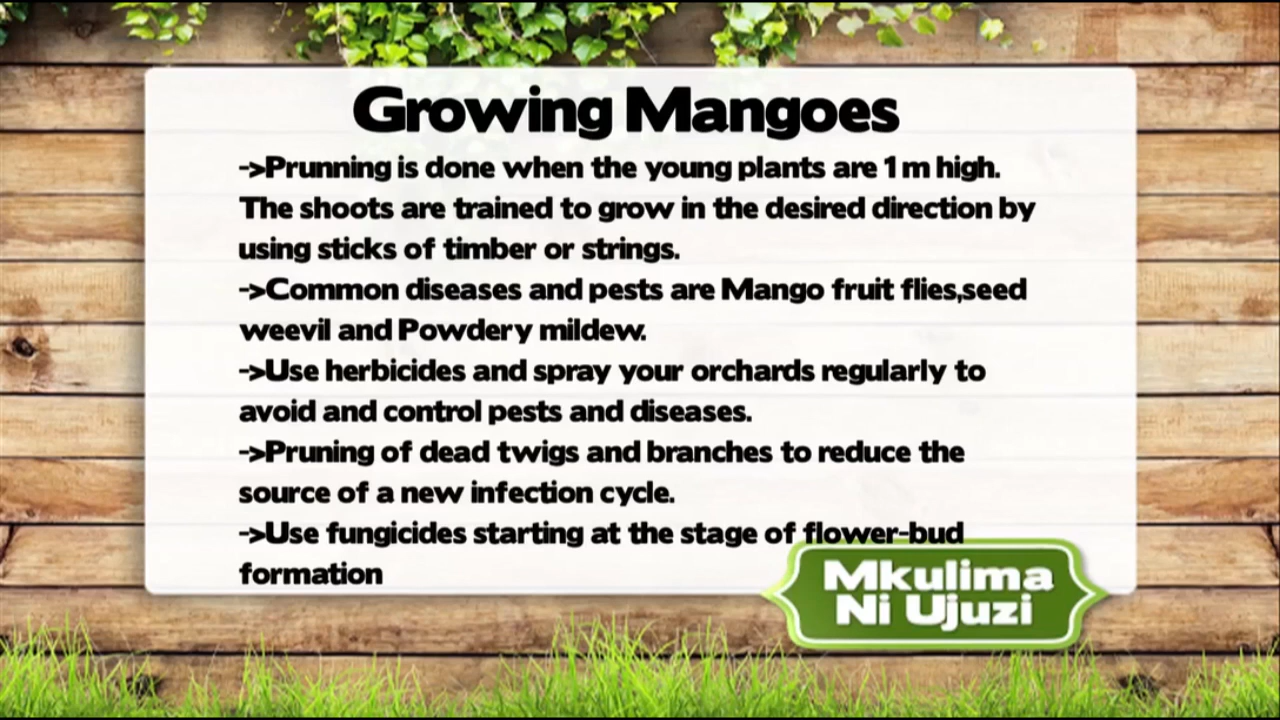 Growing Mangoes
->Prunning is done when the young plants are 1 m high.
The shoots are trained to grow in the desired direction by
using sticks of timber or strings.
->Common diseases and pests are Mango fruit flies,seed
weevil and Powdery mildew.
->Use herbicides and spray your orchards regularly to
avoid and control pests and diseases.
->Pruning of dead twigs and branches to reduce the
source of a new infection cycle.
->Use fungicides starting at the stage of flower-bud
formation
Mkulima
Ni Ujuzi